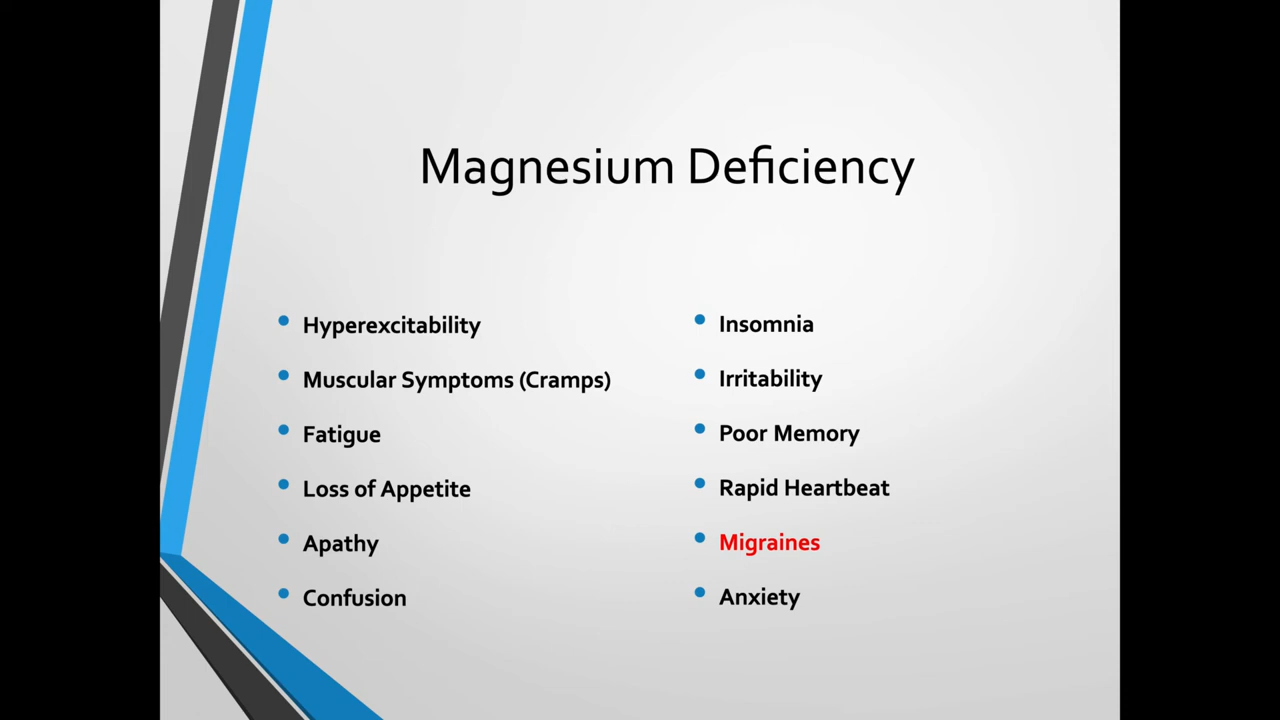 Magnesium Deficiency
Hyperexcitability
Muscular Symptoms (Cramps)
Fatigue
Loss of Appetite
Apathy
Confusion
Insomnia
Irritability
Poor Memory
Rapid Heartbeat
Migraines
Anxiety